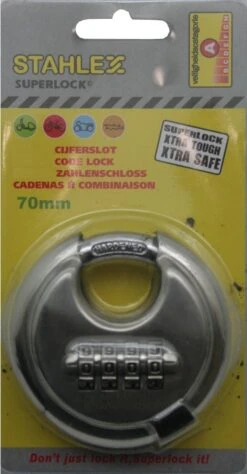 STAHLEX
SUPERLOCK©
veiligheidscategorie
A
CIJFERSLOT
CODE LOCK
ZAHLENSCHLOSS
CADENAS A COMBINAISON
70mm
SUPERLOCK
XTRA TOUGH
XTRA SAFE
HARDENED
Don't just lock it,Superlock it!